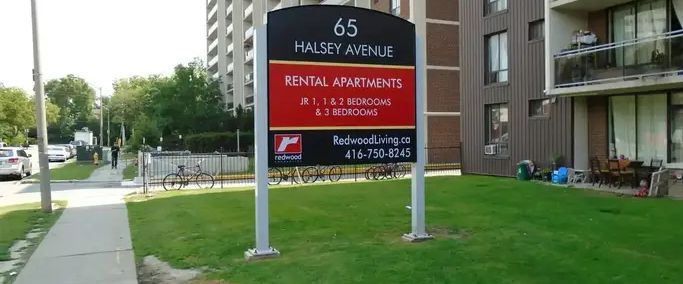 65
HALSEY AVENUE
RENTAL APARTMENTS
JR 1, 1 & 2 BEDROOMS
& 3 BEDROOMS
redwood
RedwoodLiving.ca
416-750-8245